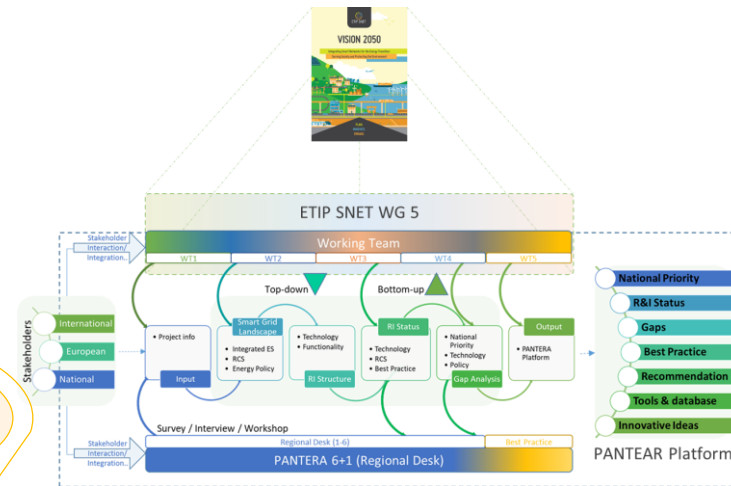 ETIP SNET
VISION 2050
ETIP SNET WG 5
Stakeholder
Interaction/
Integration..
Working Team
WT1
WT2
WT3
WT4
WT5
Top-down
Bottom-up
Stakeholders
International
European
National
• Project info
Input
Smart Grid
Landscape
• Integrated ES
• RCS
• Energy Policy
• Technology
• Functionality
RI Structure
RI Status
• Technology
• RCS
• Best Practice
• National
Priority
• Technology
• Policy
Gap Analysis
Output
• PANTERA
Platform
National Priority
R&I Status
Gaps
Best Practice
Recommendation
Tools & database
Innovative Ideas
PANTEAR Platform
Survey / Interview / Workshop
Stakeholder
Interaction/
Integration..
Regional Desk (1-6)
Best Practice
PANTERA 6+1 (Regional Desk)